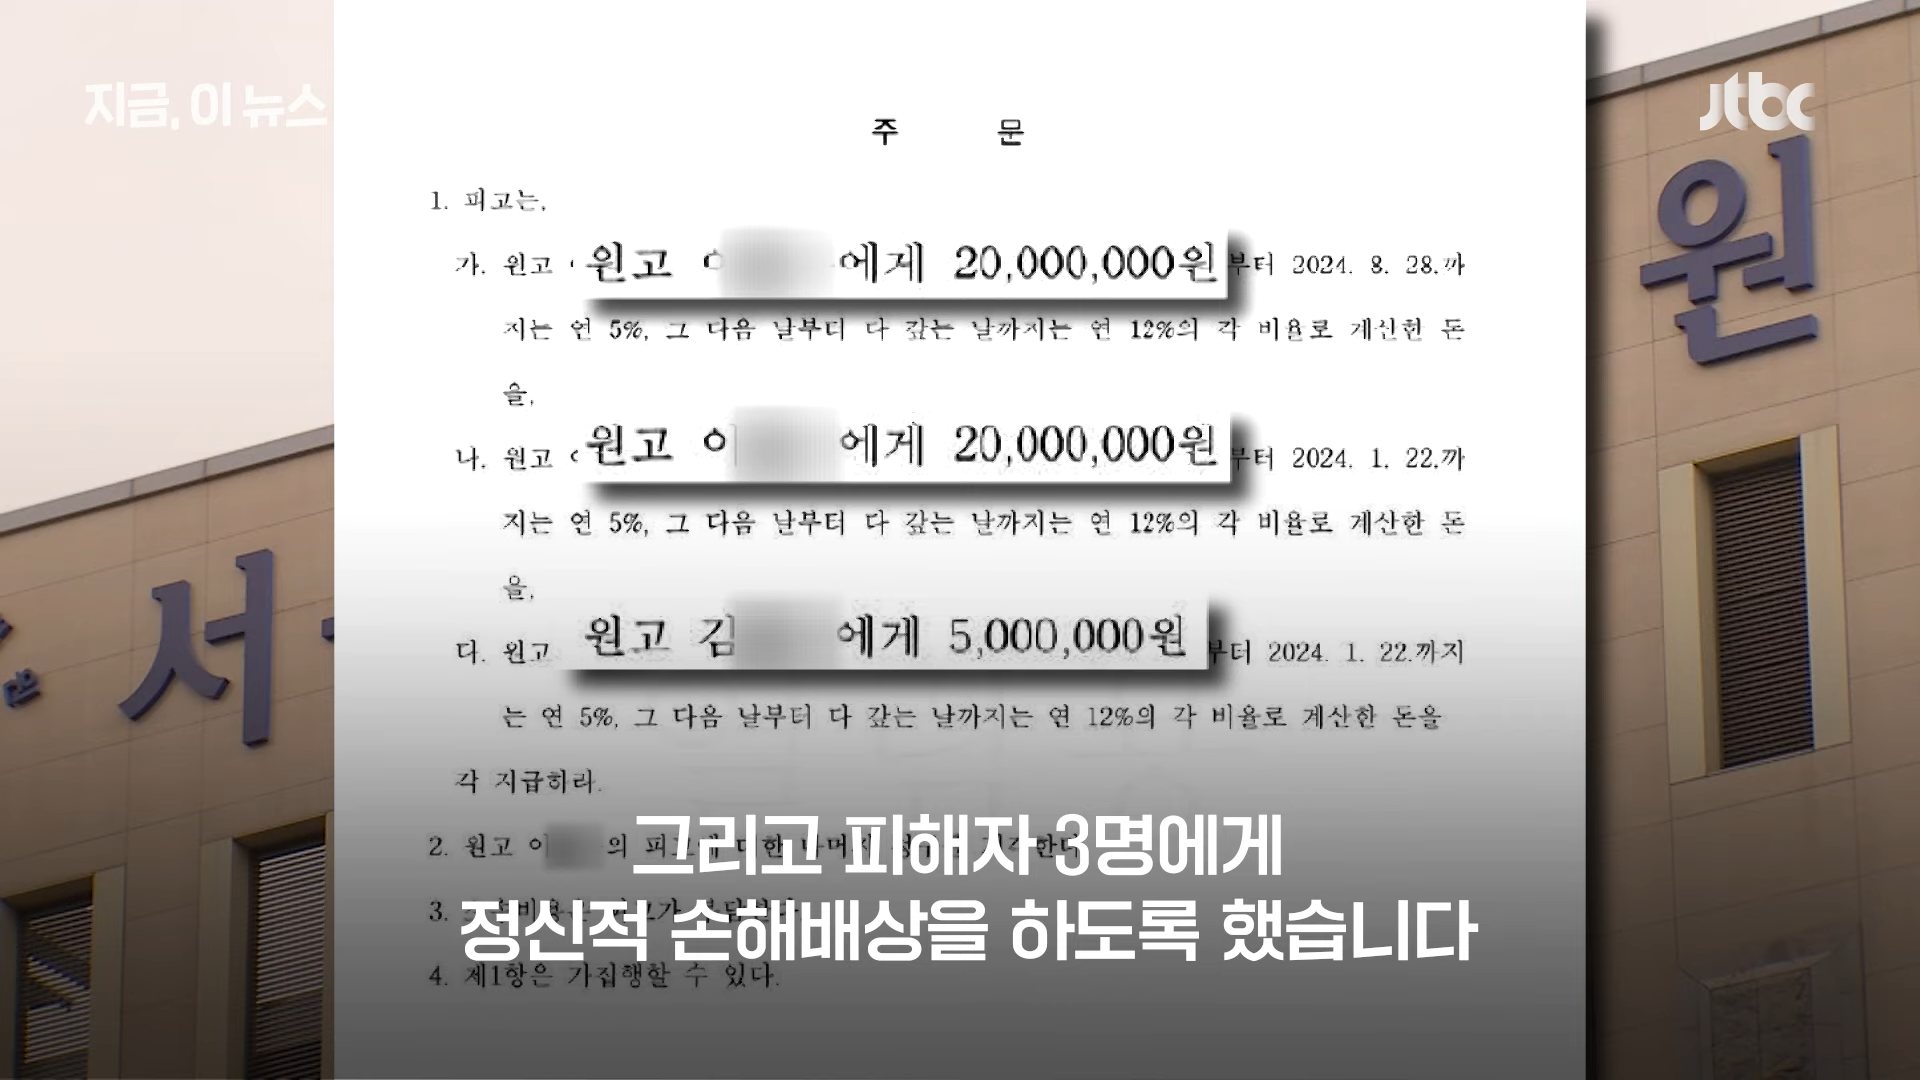 지금, 이 뉴스
jtbc
주 문
1. 피고는,
가. 원고 원고 이 에게 20,000,000원 부터 2024. 8. 28.까
지는 연 5%, 그 다음 날부터 다 갚는 날까지는 연 12%의 각 비율로 계산한 돈
을,
나. 원고 원고 이 에게 20,000,000원 부터 2024. 1. 22.까
지는 연 5%, 그 다음 날부터 다 갚는 날까지는 연 12%의 각 비율로 계산한 돈
을,
다. 원고 원고 김 에게 5,000,000원 부터 2024. 1. 22.까지
는 연 5%, 그 다음 날부터 다 갚는 날까지는 연 12%의 각 비율로 계산한 돈을
각 지급하라.
2. 원고 이 의
3.
그리고 피해자 3명에게
정신적 손해배상을 하도록 했습니다
4. 제1항은 가집행할 수 있다.
서
원